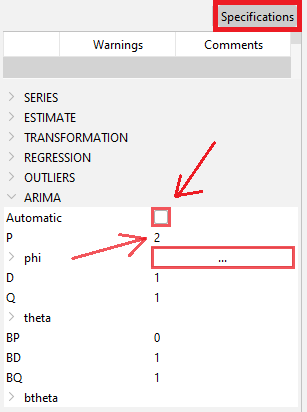 Specifications
Warnings Comments
SERIES
ESTIMATE
TRANSFORMATION
REGRESSION
OUTLIERS
ARIMA
Automatic
P 2
phi ...
D 1
Q 1
theta
BP 0
BD 1
BQ 1
btheta